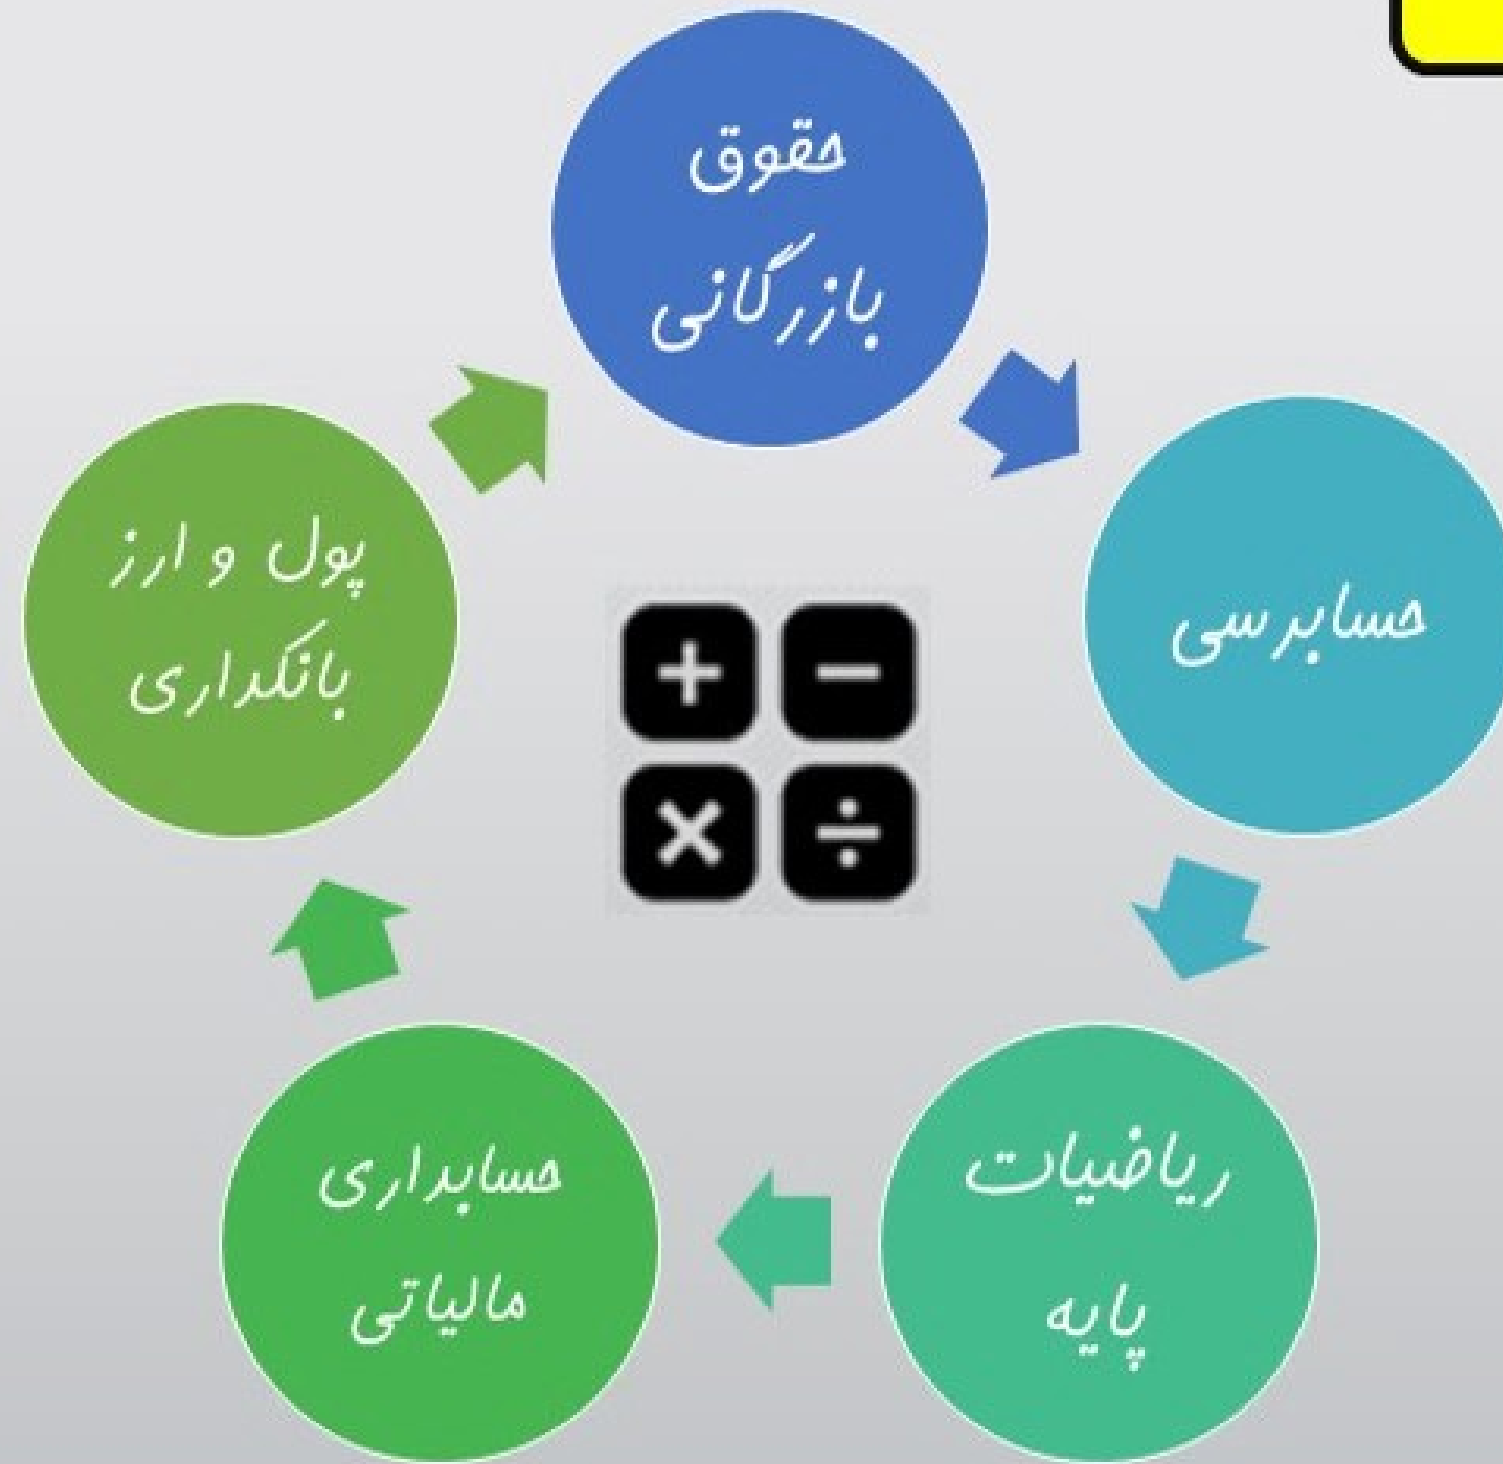 حقوق
بازرگانی
حسابرسی
ریاضیات
پایه
حسابداری
مالیاتی
پول و ارز
بانکداری
+ −
× ÷